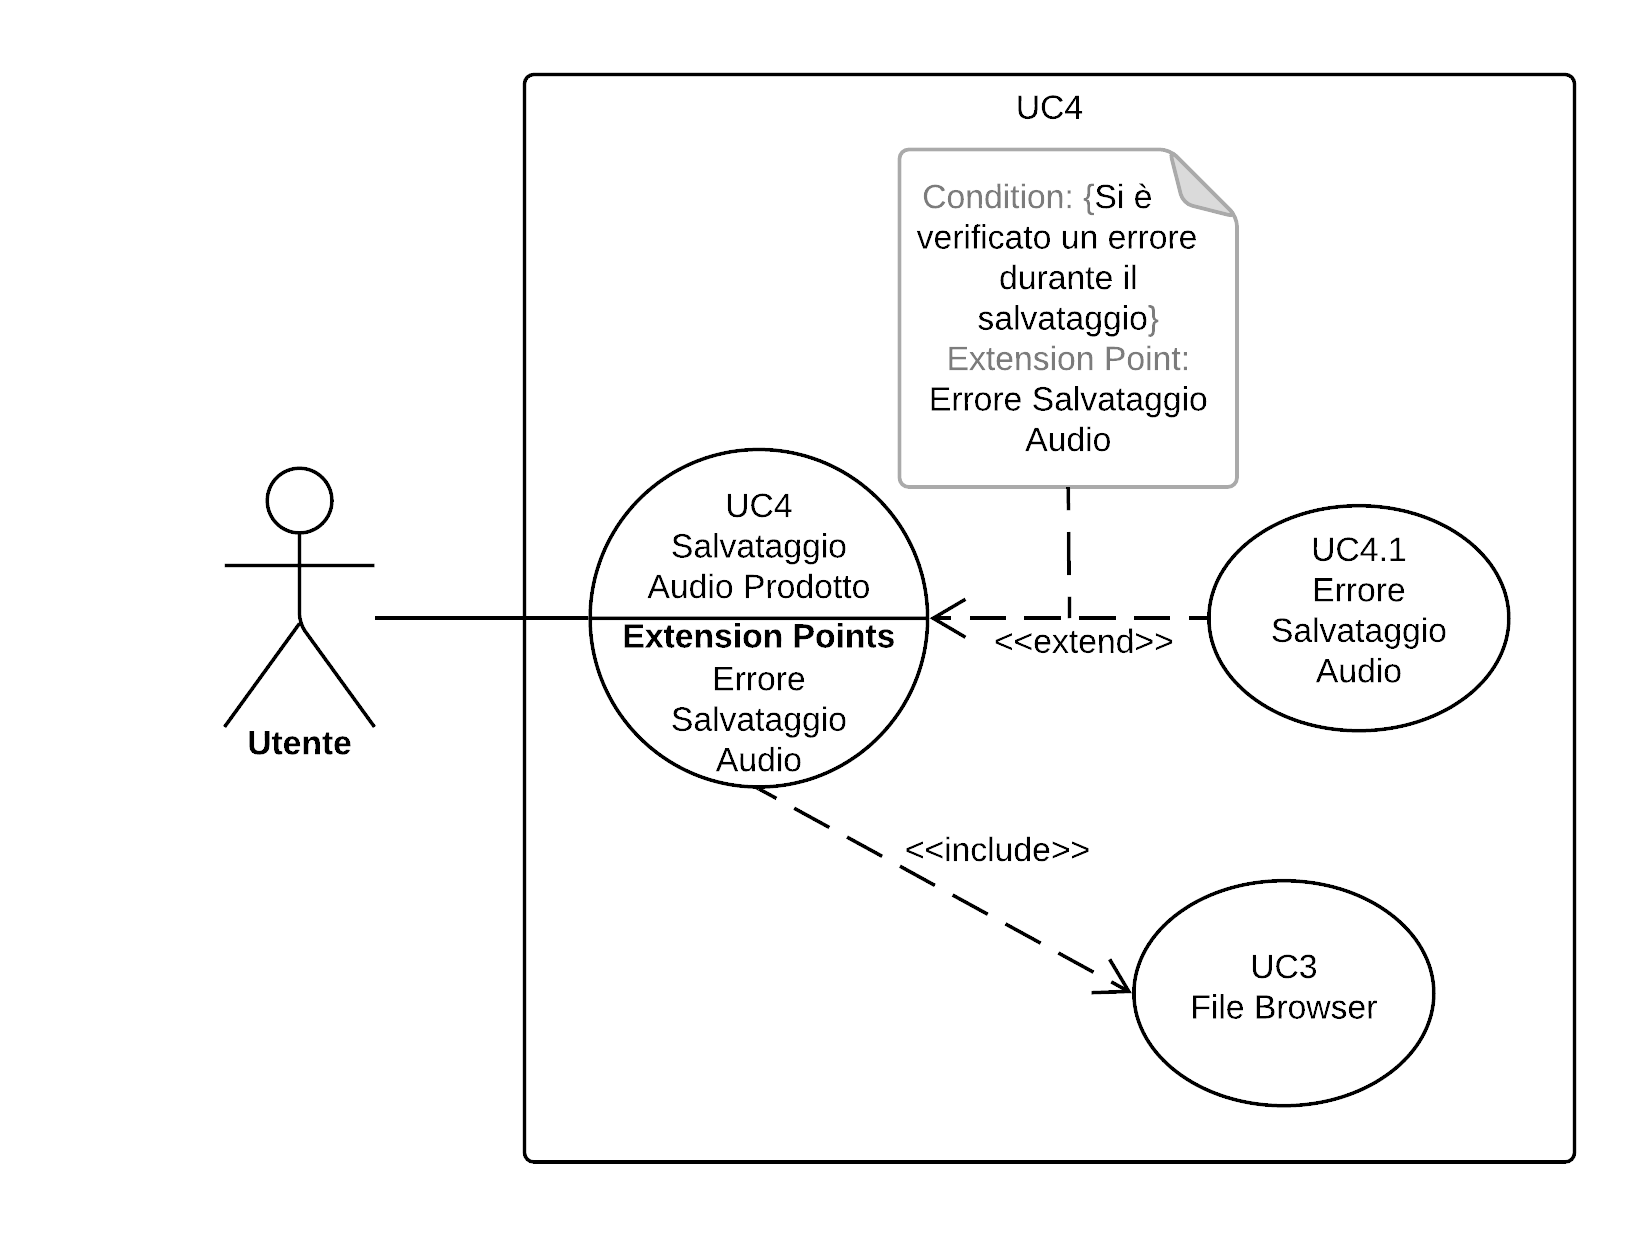 UC4
Condition: {Si è
verificato un errore
durante il
salvataggio}
Extension Point:
Errore Salvataggio
Audio
UC4
Salvataggio
Audio Prodotto
Extension Points
Errore
Salvataggio
Audio
<<extend>>
UC4.1
Errore
Salvataggio
Audio
Utente
<<include>>
UC3
File Browser